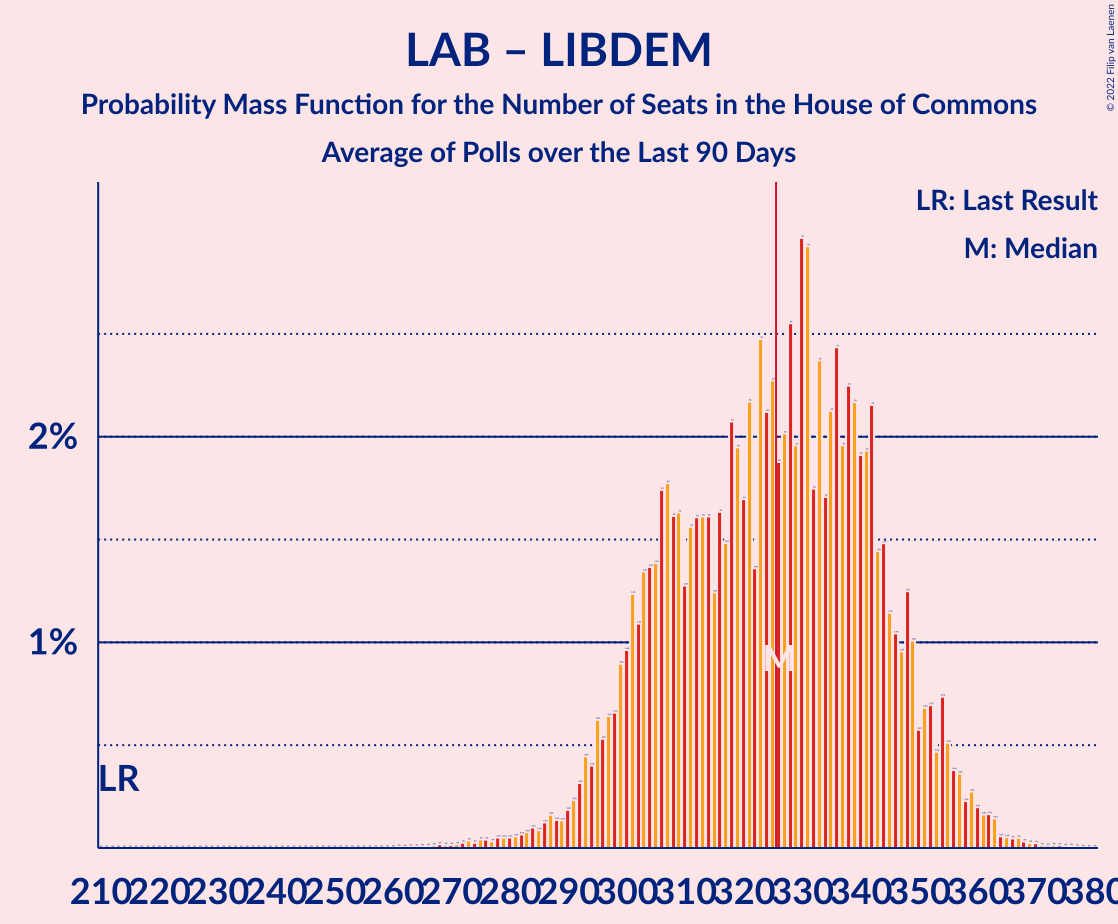 LAB – LIBDEM
Probability Mass Function for the Number of Seats in the House of Commons
Average of Polls over the Last 90 Days
© 2022 Filip van Laenen
LR: Last Result
M: Median
2%
1%
M
LR
210 220 230 240 250 260 270 280 290 300 310 320 330 340 350 360 370 380